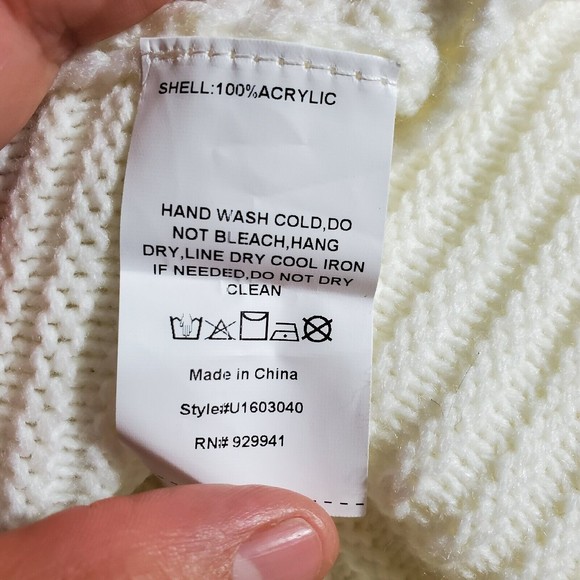 SHELL:100%ACRYLIC
HAND WASH COLD,DO
NOT BLEACH,HANG
DRY,LINE DRY COOL IRON
IF NEEDED,DO NOT DRY
CLEAN
Made in China
Style#U1603040
RN# 929941